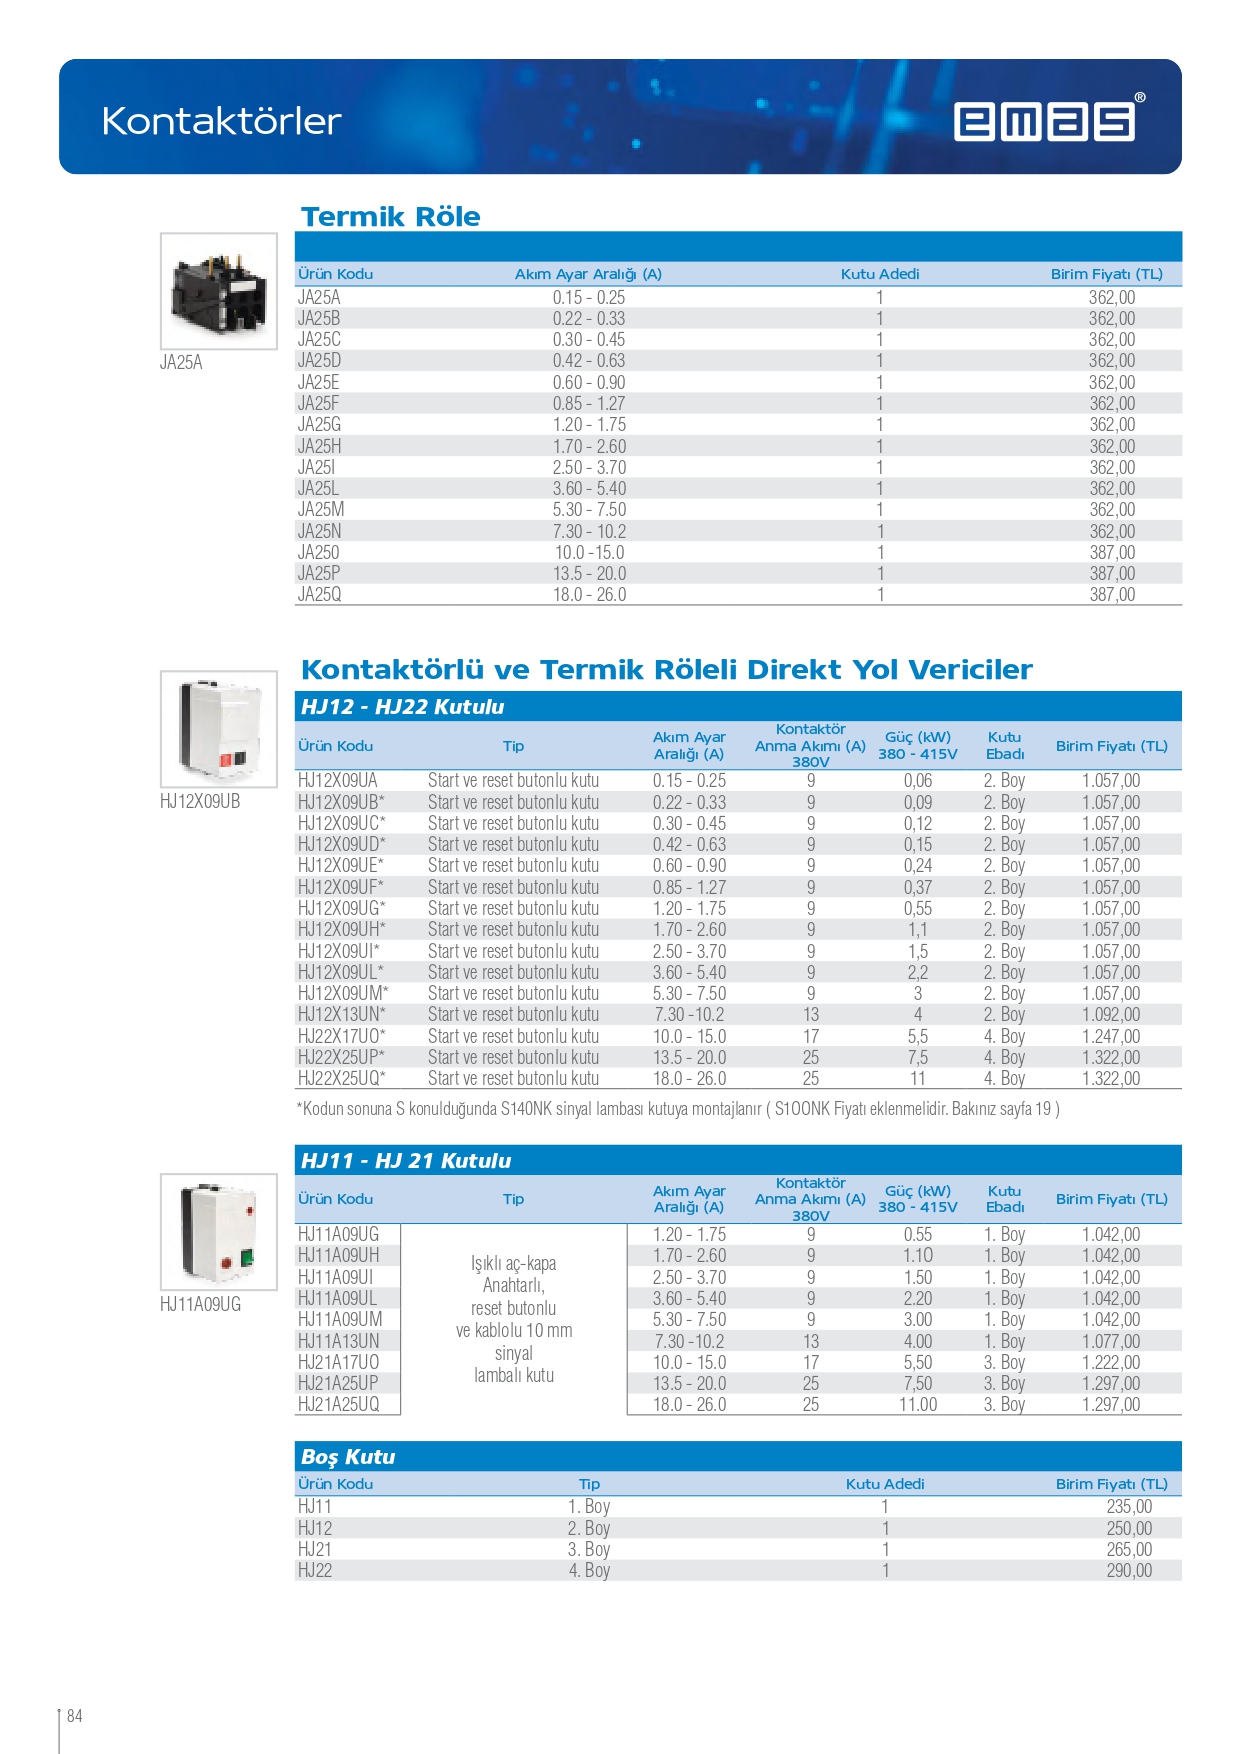 Kontaktörler
emas®
Termik Röle
Ürün Kodu Akım Ayar Aralığı (A) Kutu Adedi Birim Fiyatı (TL)
JA25A 0.15 - 0.25 1 362,00
JA25B 0.22 - 0.33 1 362,00
JA25C 0.30 - 0.45 1 362,00
JA25D 0.42 - 0.63 1 362,00
JA25E 0.60 - 0.90 1 362,00
JA25F 0.85 - 1.27 1 362,00
JA25G 1.20 - 1.75 1 362,00
JA25H 1.70 - 2.60 1 362,00
JA25I 2.50 - 3.70 1 362,00
JA25L 3.60 - 5.40 1 362,00
JA25M 5.30 - 7.50 1 362,00
JA25N 7.30 - 10.2 1 362,00
JA25O 10.0 -15.0 1 387,00
JA25P 13.5 - 20.0 1 387,00
JA25Q 18.0 - 26.0 1 387,00
JA25A
Kontaktörlü ve Termik Röleli Direkt Yol Vericiler
HJ12 - HJ22 Kutulu
Ürün Kodu Tip Akım Ayar Aralığı (A) Kontaktör Anma Akımı (A) 380V Güç (kW) 380 - 415V Kutu Ebadı Birim Fiyatı (TL)
HJ12X09UA Start ve reset butonlu kutu 0.15 - 0.25 9 0,06 2. Boy 1.057,00
HJ12X09UB* Start ve reset butonlu kutu 0.22 - 0.33 9 0,09 2. Boy 1.057,00
HJ12X09UC* Start ve reset butonlu kutu 0.30 - 0.45 9 0,12 2. Boy 1.057,00
HJ12X09UD* Start ve reset butonlu kutu 0.42 - 0.63 9 0,15 2. Boy 1.057,00
HJ12X09UE* Start ve reset butonlu kutu 0.60 - 0.90 9 0,24 2. Boy 1.057,00
HJ12X09UF* Start ve reset butonlu kutu 0.85 - 1.27 9 0,37 2. Boy 1.057,00
HJ12X09UG* Start ve reset butonlu kutu 1.20 - 1.75 9 0,55 2. Boy 1.057,00
HJ12X09UH* Start ve reset butonlu kutu 1.70 - 2.60 9 1,1 2. Boy 1.057,00
HJ12X09UI* Start ve reset butonlu kutu 2.50 - 3.70 9 1,5 2. Boy 1.057,00
HJ12X09UL* Start ve reset butonlu kutu 3.60 - 5.40 9 2,2 2. Boy 1.057,00
HJ12X09UM* Start ve reset butonlu kutu 5.30 - 7.50 9 3 2. Boy 1.057,00
HJ12X13UN* Start ve reset butonlu kutu 7.30 -10.2 13 4 2. Boy 1.092,00
HJ22X17UO* Start ve reset butonlu kutu 10.0 - 15.0 17 5,5 4. Boy 1.247,00
HJ22X25UP* Start ve reset butonlu kutu 13.5 - 20.0 25 7,5 4. Boy 1.322,00
HJ22X25UQ* Start ve reset butonlu kutu 18.0 - 26.0 25 11 4. Boy 1.322,00
HJ12X09UB
*Kodun sonuna S konulduğunda S140NK sinyal lambası kutuya montajlanır ( S1OONK Fiyatı eklenmelidir. Bakınız sayfa 19 )
HJ11 - HJ 21 Kutulu
Ürün Kodu Tip Akım Ayar Aralığı (A) Kontaktör Anma Akımı (A) 380V Güç (kW) 380 - 415V Kutu Ebadı Birim Fiyatı (TL)
Işıklı aç-kapa
Anahtarlı,
reset butonlu
ve kablolu 10 mm
sinyal
lambalı kutu
HJ11A09UG 1.20 - 1.75 9 0.55 1. Boy 1.042,00
HJ11A09UH 1.70 - 2.60 9 1.1O 1. Boy 1.042,00
HJ11A09UI 2.50 - 3.70 9 1.50 1. Boy 1.042,00
HJ11A09UL 3.60 - 5.40 9 2.20 1. Boy 1.042,00
HJ11A09UM 5.30 - 7.50 9 3.00 1. Boy 1.042,00
HJ11A13UN 7.30 -10.2 13 4.00 1. Boy 1.077,00
HJ21A17UO 10.0 - 15.0 17 5,50 3. Boy 1.222,00
HJ21A25UP 13.5 - 20.0 25 7,50 3. Boy 1.297,00
HJ21A25UQ 18.0 - 26.0 25 11.00 3. Boy 1.297,00
HJ11A09UG
Boş Kutu
Ürün Kodu Tip Kutu Adedi Birim Fiyatı (TL)
HJ11 1. Boy 1 235,00
HJ12 2. Boy 1 250,00
HJ21 3. Boy 1 265,00
HJ22 4. Boy 1 290,00
84